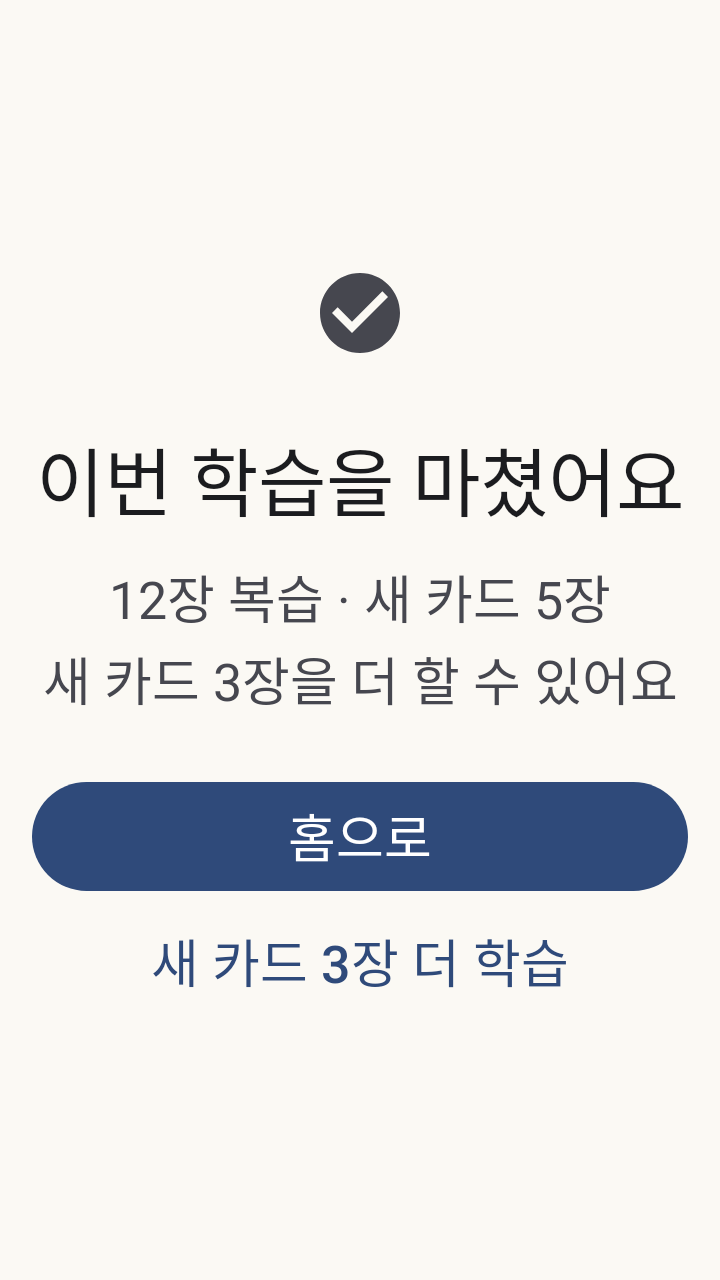 이번 학습을 마쳤어요
12장 복습 · 새 카드 5장
새 카드 3장을 더 할 수 있어요
홈으로
새 카드 3장 더 학습